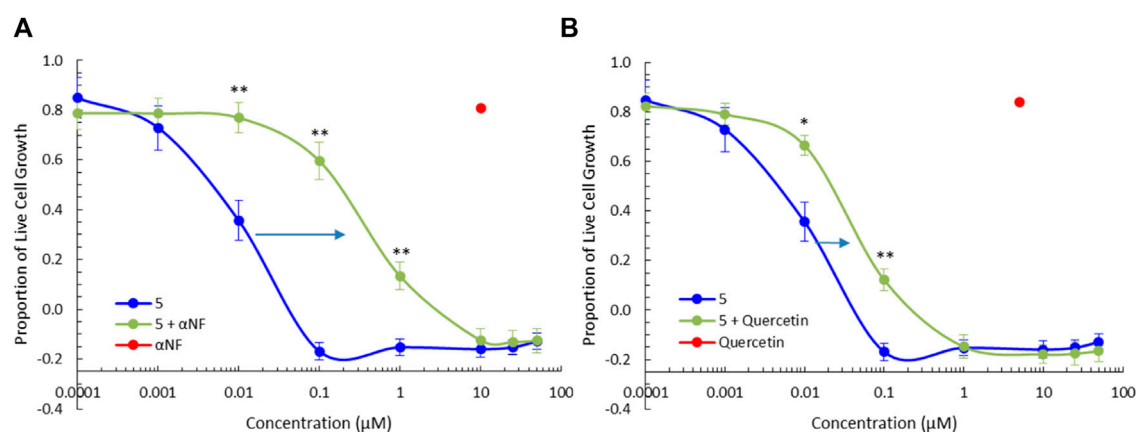 A
Proportion of Live Cell Growth
1.0
0.8
0.6
0.4
0.2
0.0
-0.2
-0.4
**
**
**
5
5 + αNF
αNF
0.0001 0.001 0.01 0.1 1 10 100
Concentration (µM)
B
Proportion of Live Cell Growth
1.0
0.8
0.6
0.4
0.2
0.0
-0.2
-0.4
*
**
5
5 + Quercetin
Quercetin
0.0001 0.001 0.01 0.1 1 10 100
Concentration (µM)